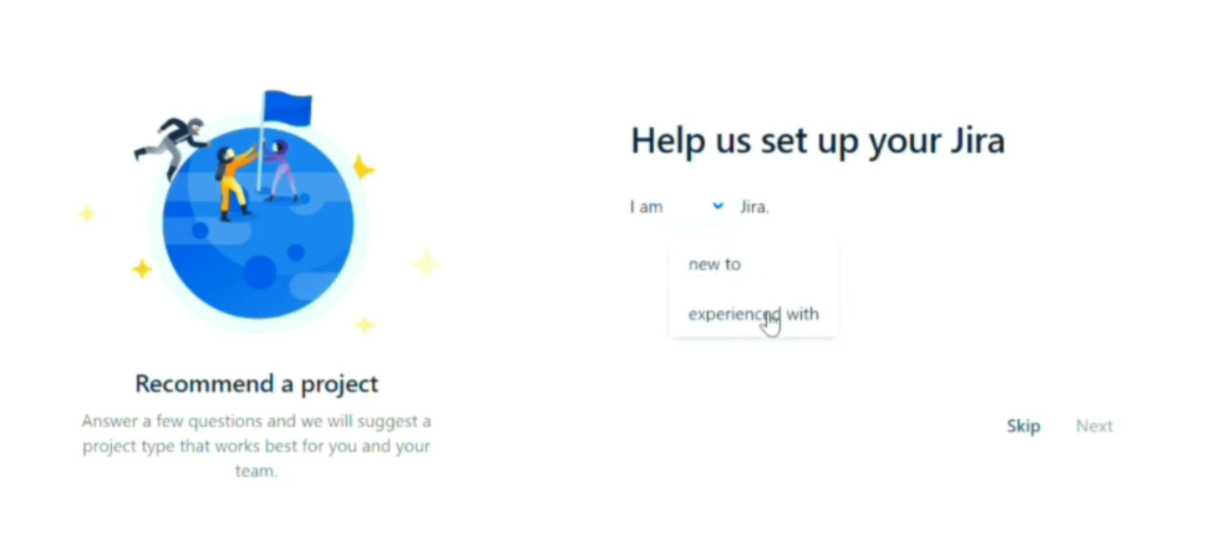 Help us set up your Jira
I am Jira.
new to
experienced with
Recommend a project
Answer a few questions and we will suggest a
project type that works best for you and your
team.
Skip Next